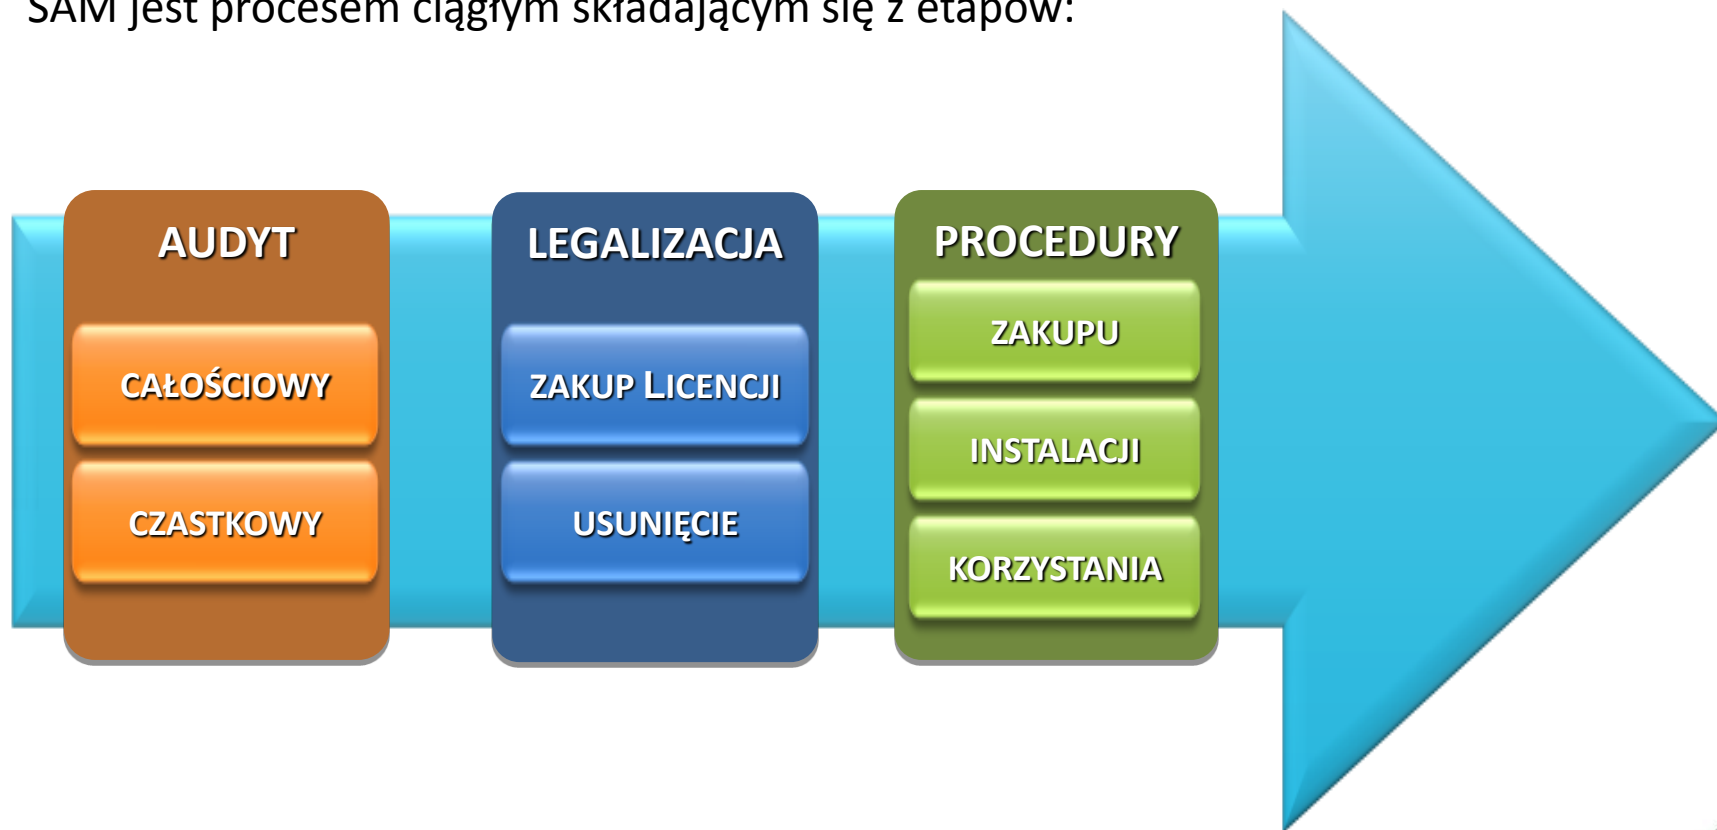 SAM jest procesem ciągłym składającym się z etapów:
AUDYT
CAŁOŚCIOWY
CZASTKOWY
LEGALIZACJA
ZAKUP LICENCJI
USUNIĘCIE
PROCEDURY
ZAKUPU
INSTALACJI
KORZYSTANIA